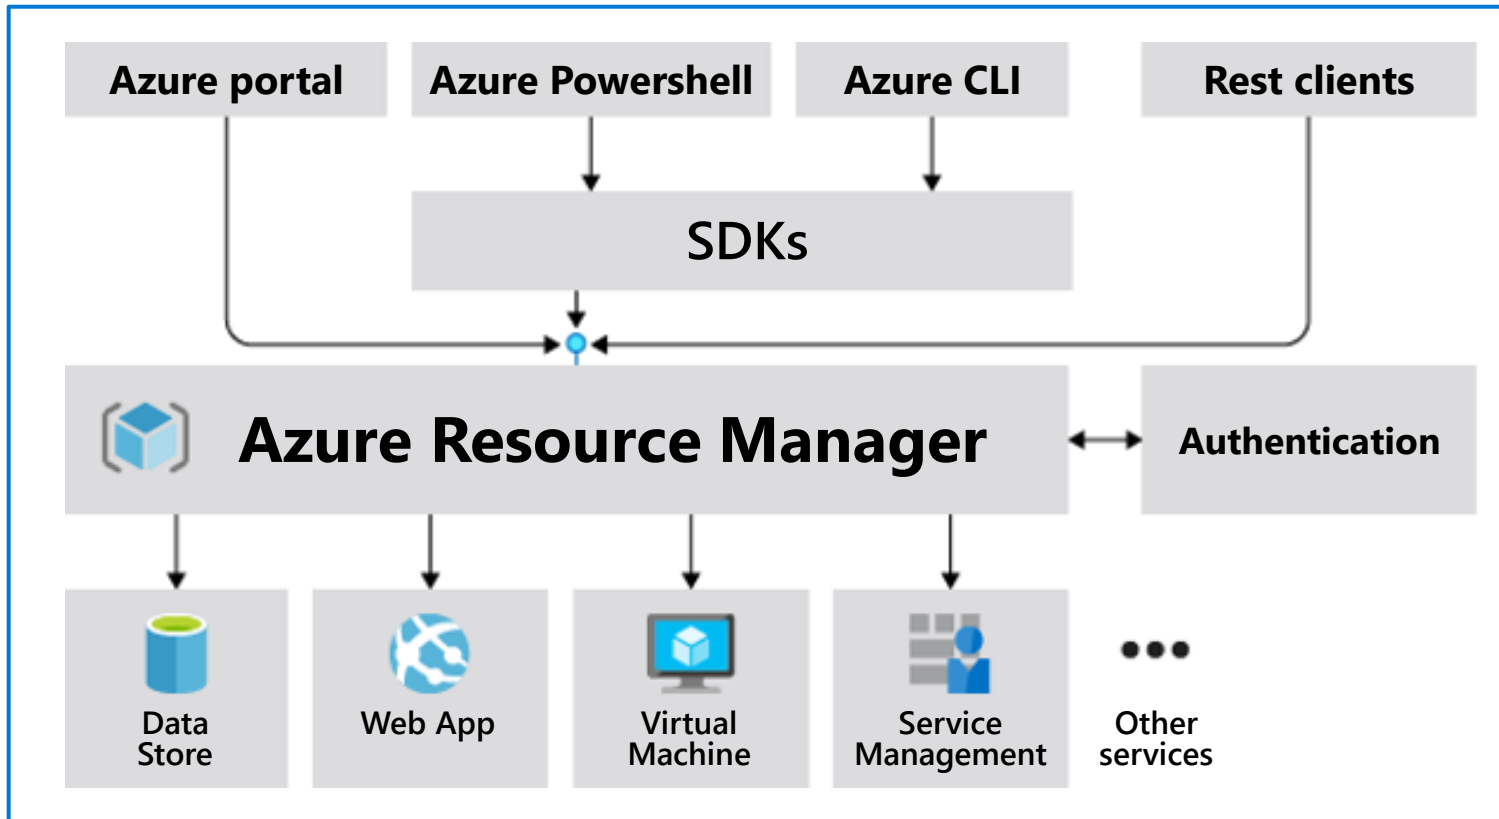 Azure portal
Azure Powershell
Azure CLI
Rest clients
SDKs
Azure Resource Manager
Authentication
Data
Store
Web App
Virtual
Machine
Service
Management
Other
services